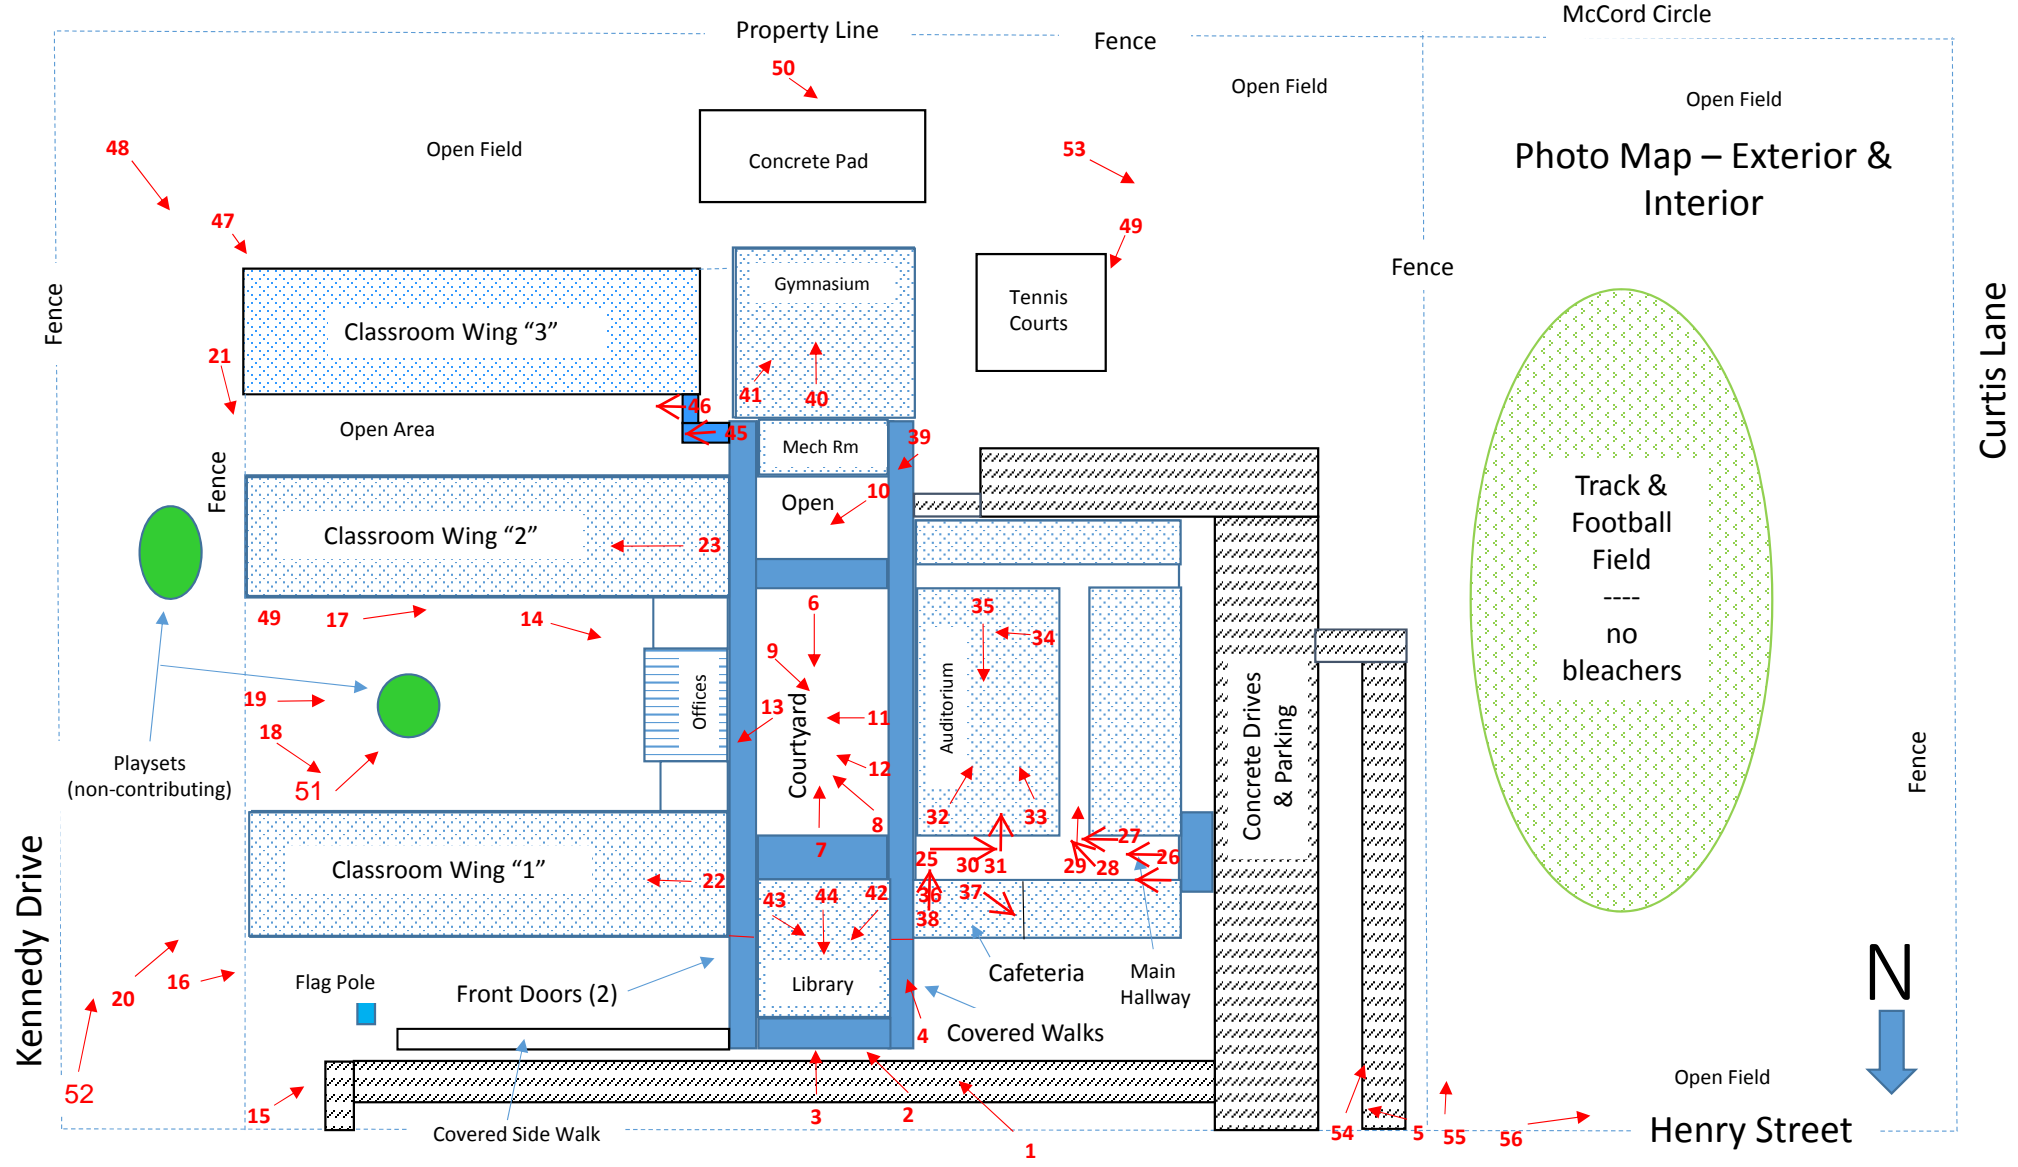 McCord Circle
Property Line
Fence
50
Open Field
Open Field
48
Open Field
Concrete Pad
53
Photo Map – Exterior &
Interior
47
49
Fence
Fence
Gymnasium
Tennis
Courts
Classroom Wing “3”
Curtis Lane
21
41
40
46
45
39
Open Area
Mech Rm
Fence
10
Open
Track &
Football
Field
----
no
bleachers
Classroom Wing “2”
23
49
17
14
6
35
34
9
19
13
11
Offices
Courtyard
Auditorium
Concrete Drives
& Parking
18
12
Playsets
(non-contributing)
51
8
32
33
Fence
7
27
25
30
31
29
28
26
Classroom Wing “1”
22
43
44
42
36
37
38
Kennedy Drive
20
16
Flag Pole
Front Doors (2)
Library
Cafeteria
Main
Hallway
N
4
Covered Walks
52
15
3
2
Open Field
Covered Side Walk
1
54
5
55
56
Henry Street